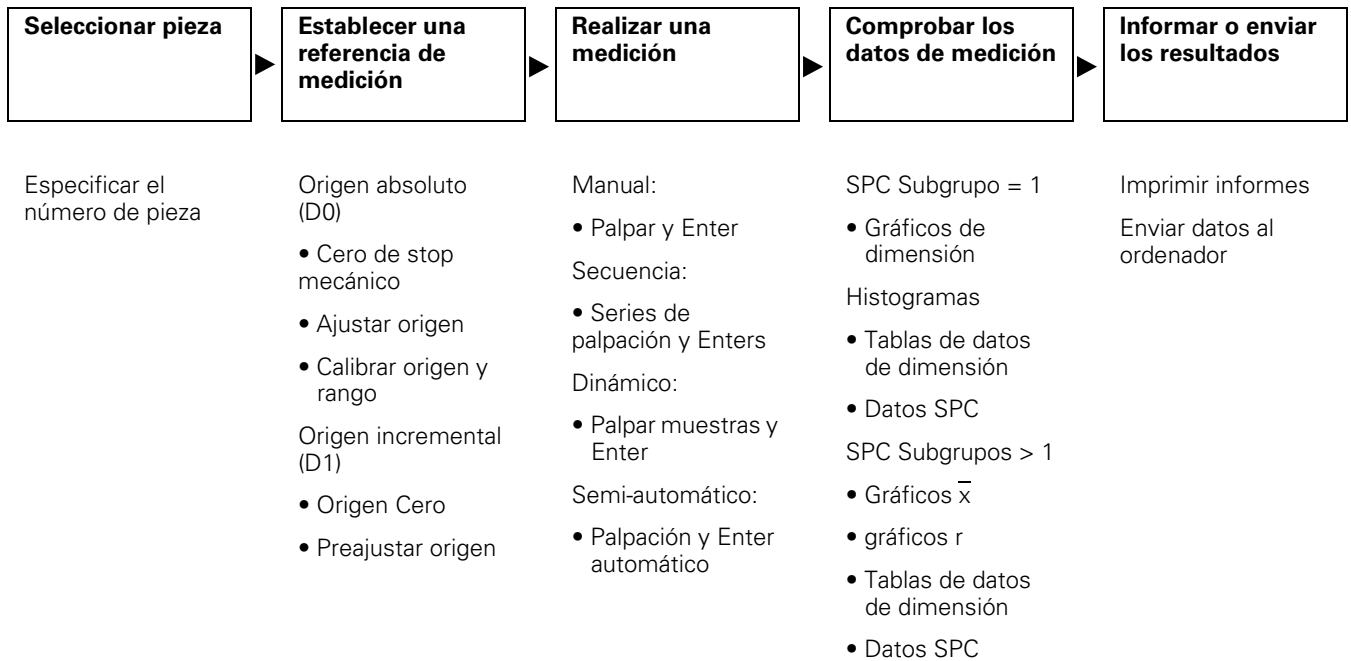 Seleccionar pieza
Establecer una
referencia de
medición
Realizar una
medición
Comprobar los
datos de medición
Informar o enviar
los resultados
Especificar el
número de pieza
Origen absoluto
(D0)
• Cero de stop
mecánico
• Ajustar origen
• Calibrar origen y
rango
Origen incremental
(D1)
• Origen Cero
• Preajustar origen
Manual:
• Palpar y Enter
Secuencia:
• Series de
palpación y Enters
Dinámico:
• Palpar muestras y
Enter
Semi-automático:
• Palpación y Enter
automático
SPC Subgrupo = 1
• Gráficos de
dimensión
Histogramas
• Tablas de datos
de dimensión
• Datos SPC
SPC Subgrupos > 1
• Gráficos x̅
• gráficos r
• Tablas de datos
de dimensión
• Datos SPC
Imprimir informes
Enviar datos al
ordenador